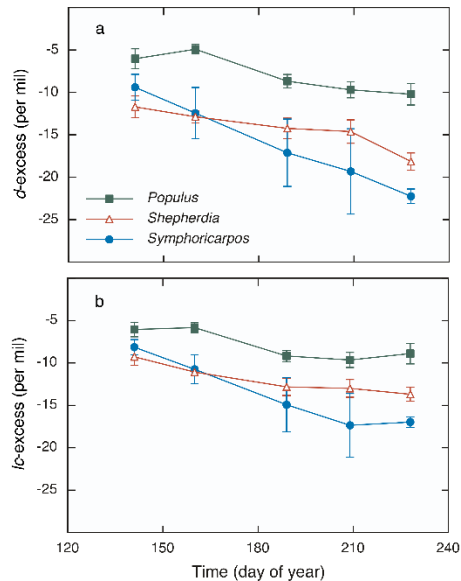 a
-5
-10
-15
-20
-25
d-excess (per mil)
Populus
Shepherdia
Symphoricarpos
b
-5
-10
-15
-20
-25
lc-excess (per mil)
120 150 180 210 240
Time (day of year)